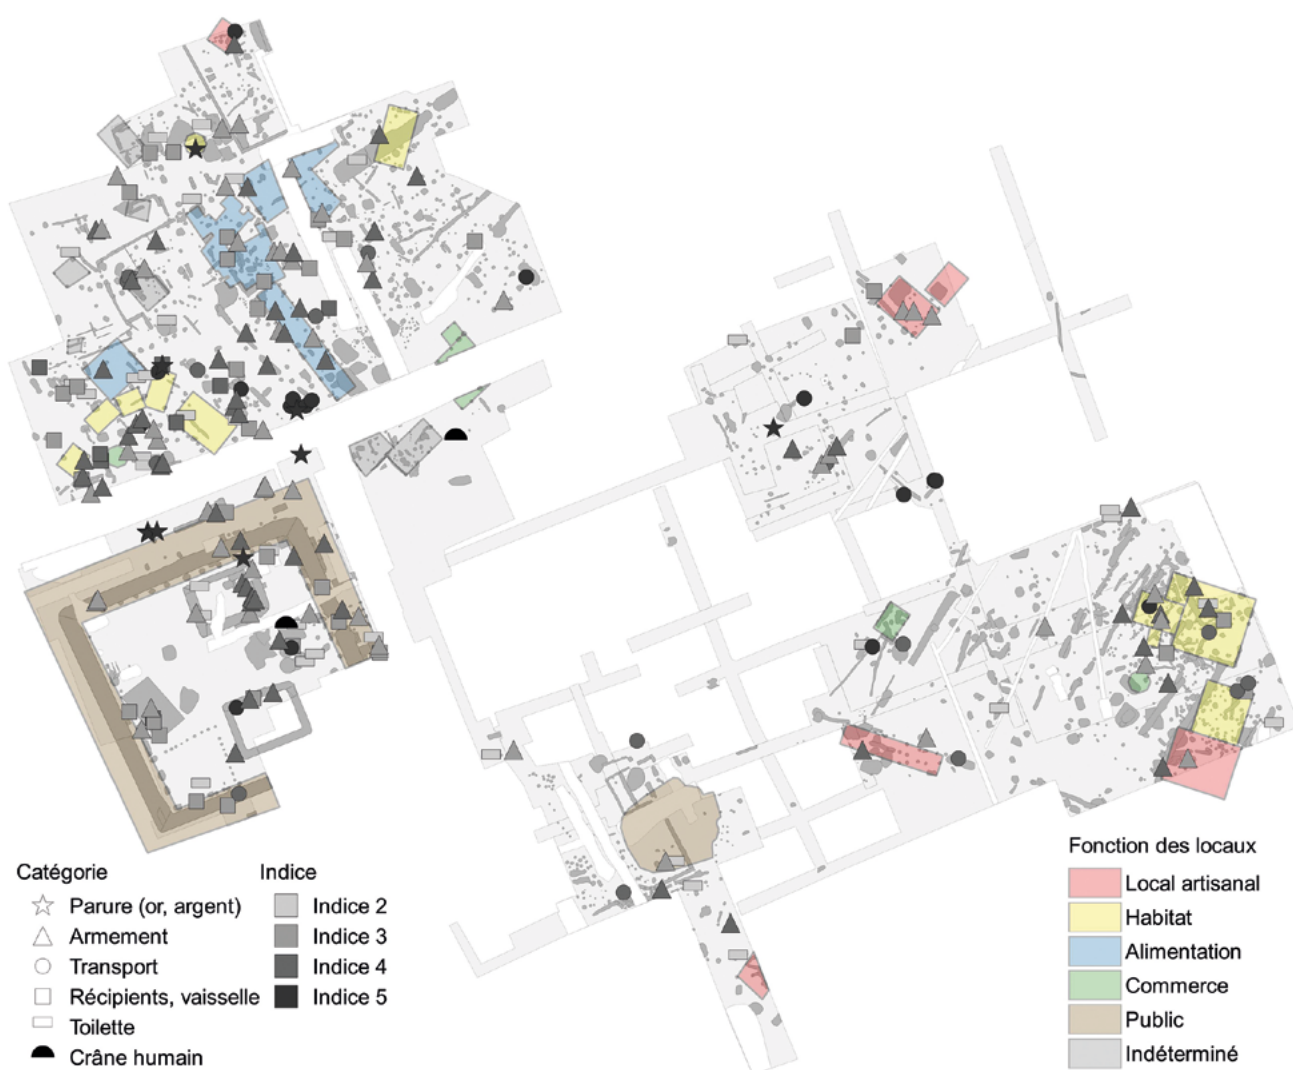 Catégorie
Parure (or, argent)
Armement
Transport
Récipients, vaisselle
Toilette
Crâne humain
Indice
Indice 2
Indice 3
Indice 4
Indice 5
Fonction des locaux
Local artisanal
Habitat
Alimentation
Commerce
Public
Indéterminé